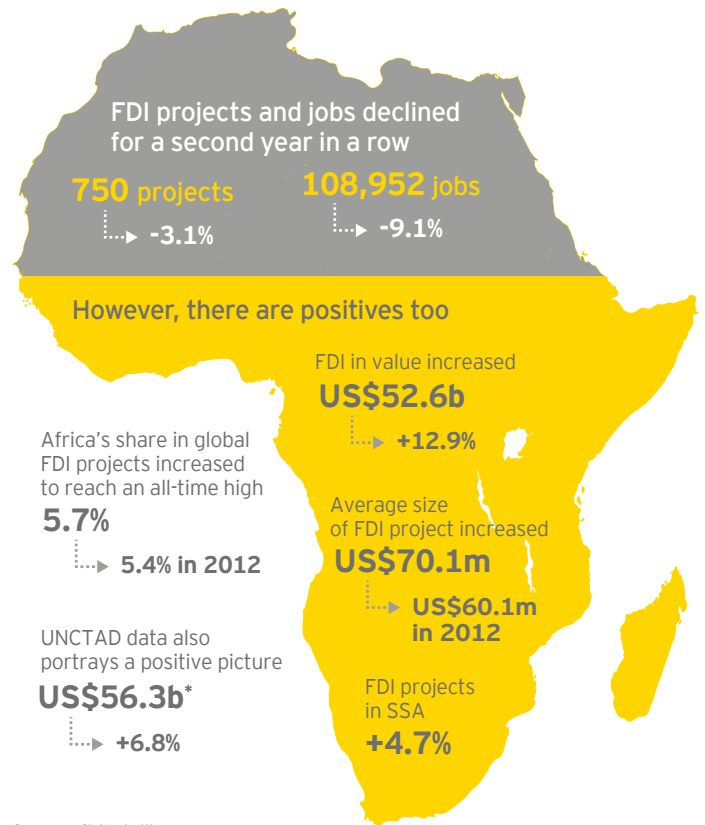 FDI projects and jobs declined
for a second year in a row
750 projects
-3.1%
108,952 jobs
-9.1%
However, there are positives too
FDI in value increased
US$52.6b
+12.9%
Africa's share in global
FDI projects increased
to reach an all-time high
5.7%
5.4% in 2012
Average size
of FDI project increased
US$70.1m
US$60.1m
in 2012
UNCTAD data also
portrays a positive picture
US$56.3b*
+6.8%
FDI projects
in SSA
+4.7%